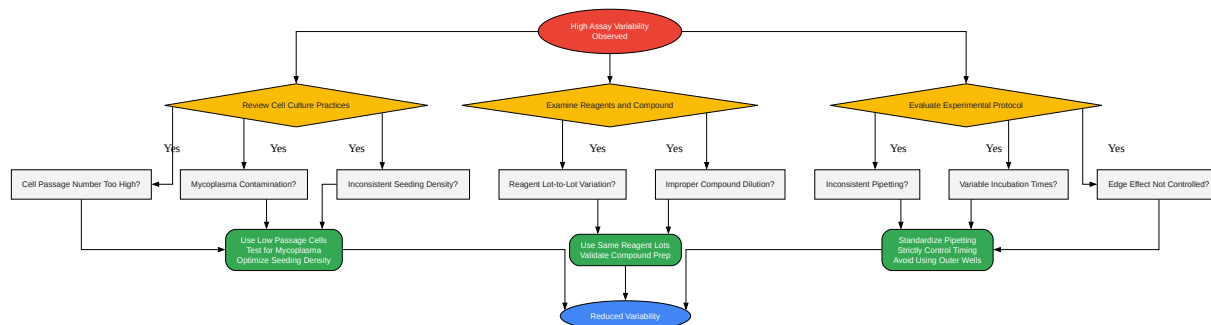 High Assay Variability
Observed
Review Cell Culture Practices
Examine Reagents and Compound
Evaluate Experimental Protocol
Yes
Yes
Yes
Yes
Yes
Yes
Yes
Yes
Cell Passage Number Too High?
Mycoplasma Contamination?
Inconsistent Seeding Density?
Reagent Lot-to-Lot Variation?
Improper Compound Dilution?
Inconsistent Pipetting?
Variable Incubation Times?
Edge Effect Not Controlled?
Use Low Passage Cells
Test for Mycoplasma
Optimize Seeding Density
Use Same Reagent Lots
Validate Compound Prep
Standardize Pipetting
Strictly Control Timing
Avoid Using Outer Wells
Reduced Variability